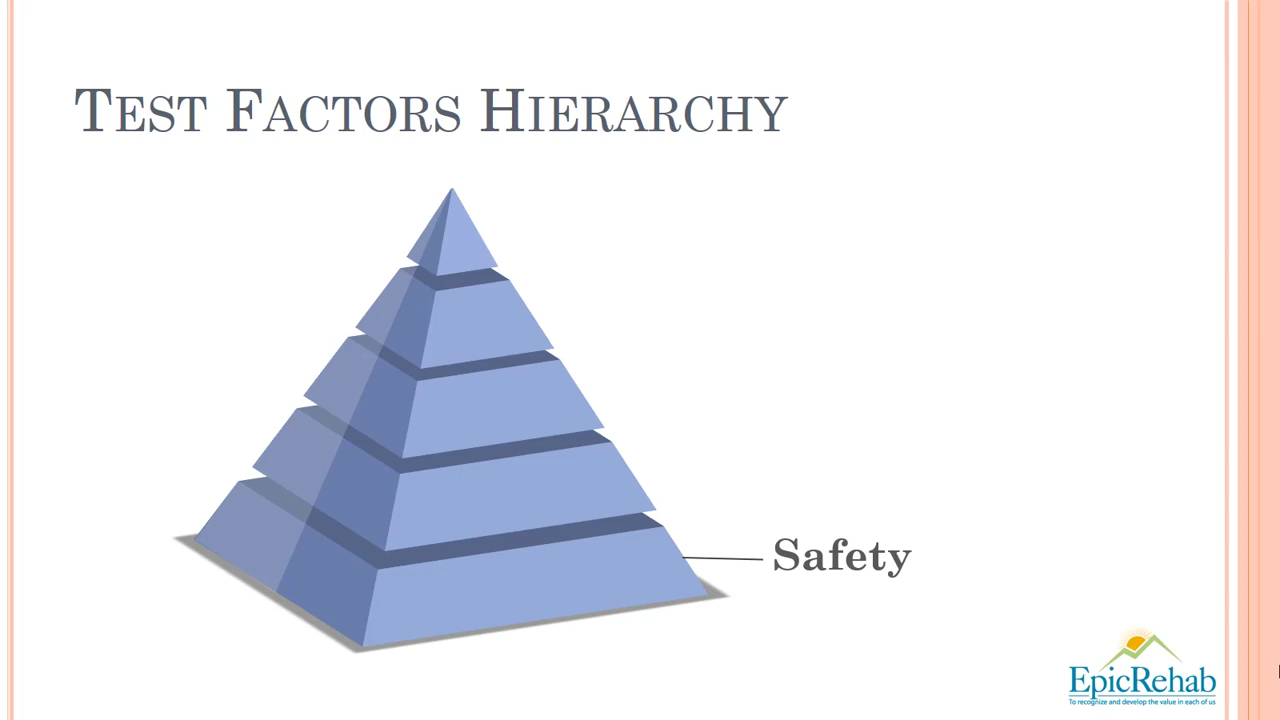 TEST FACTORS HIERARCHY
Safety
EpicRehab
To recognize and develop the value in each of us